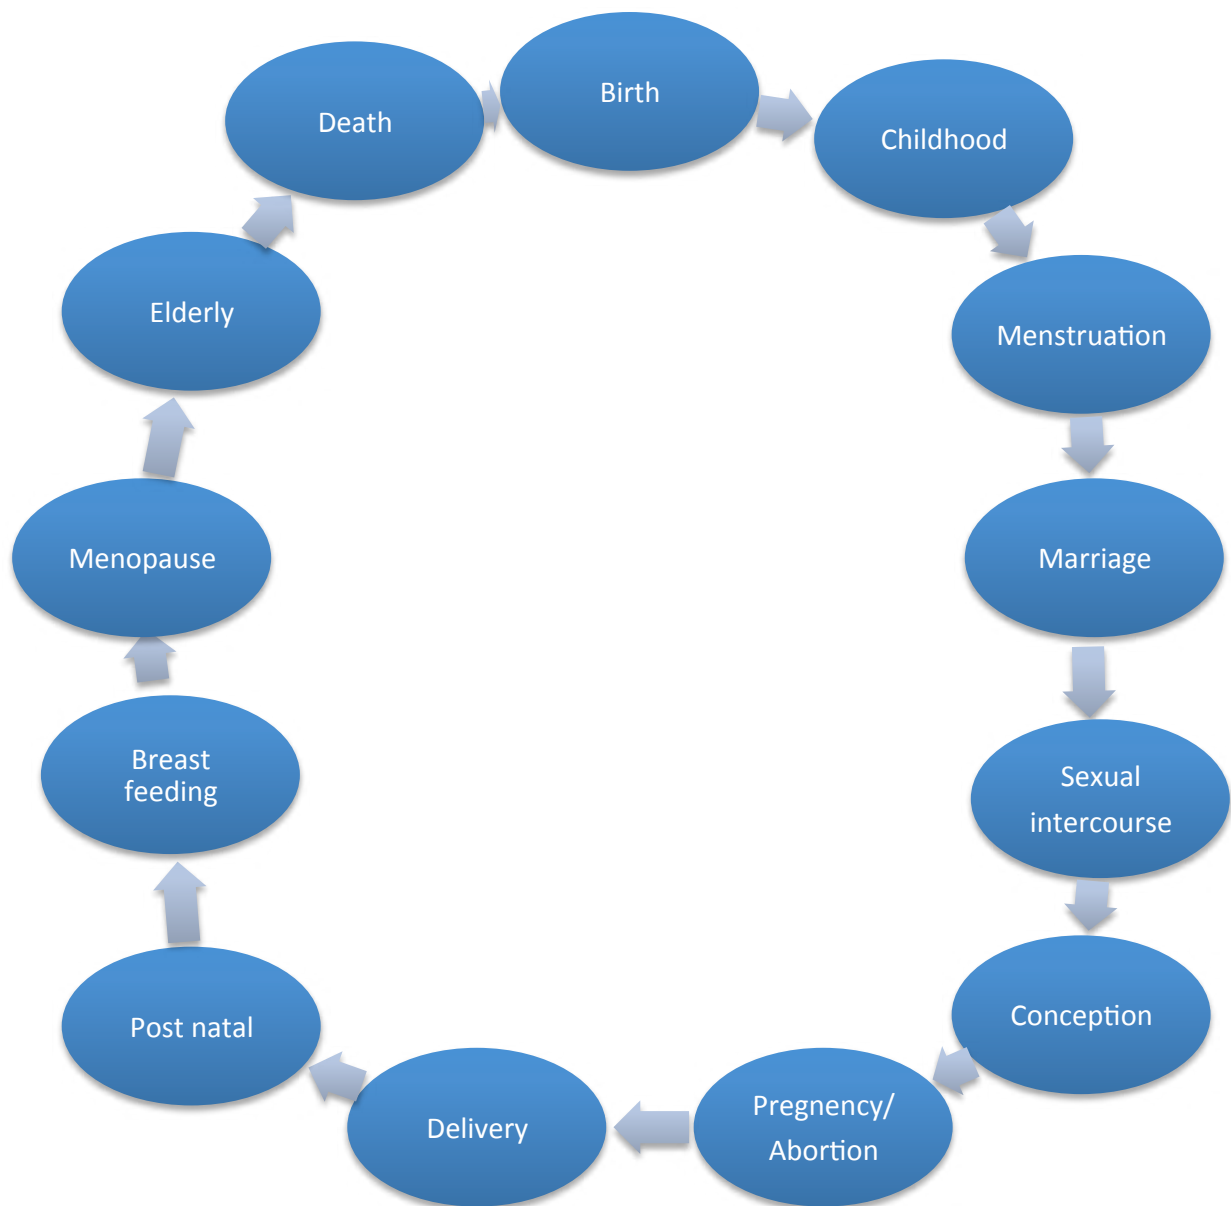 Birth
Childhood
Menstruation
Marriage
Sexual
intercourse
Conception
Pregnency/
Abortion
Delivery
Post natal
Breast
feeding
Menopause
Elderly
Death